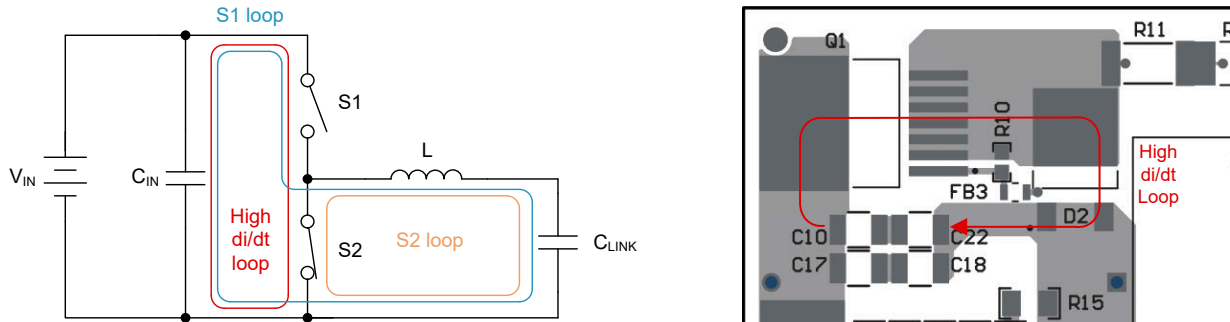 S1 loop
S1
L
VIN
CIN
High
di/dt
loop
S2
S2 loop
CLINK
Q1
R11
R
R10
High
di/dt
Loop
FB3
D2
C10
C22
C17
C18
R15